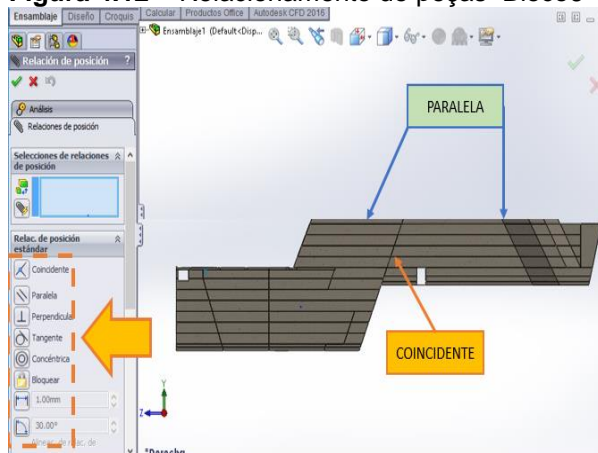 Ensamblaje Diseño Croquis Calcular Productos Office Autodesk CFD 2016
Ensamblaje1 (Default<Disp...
Relación de posición ?
Análisis
Relaciones de posición
Selecciones de relaciones
de posición
Relac. de posición
estándar
Coincidente
Paralela
Perpendicula
Tangente
Concéntrica
Bloquear
1.00mm
30.00°
PARALELA
COINCIDENTE
Y
Z
*Derecha